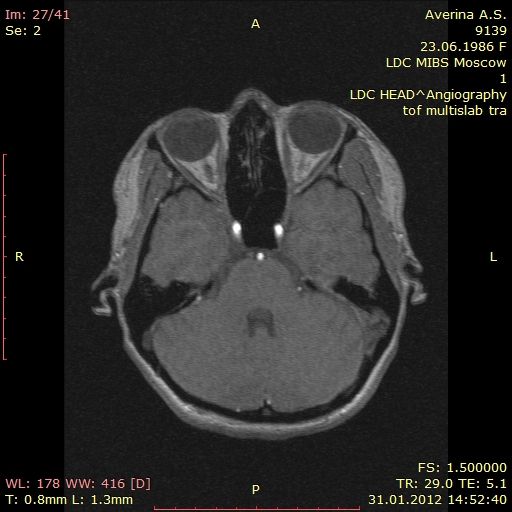 Im: 27/41
Se: 2
A
Averina A.S.
9139
23.06.1986 F
LDC MIBS Moscow
1
LDC HEAD^Angiography
tof multislab tra
R
L
WL: 178 WW: 416 [D]
T: 0.8mm L: 1.3mm
P
FS: 1.500000
TR: 29.0 TE: 5.1
31.01.2012 14:52:40